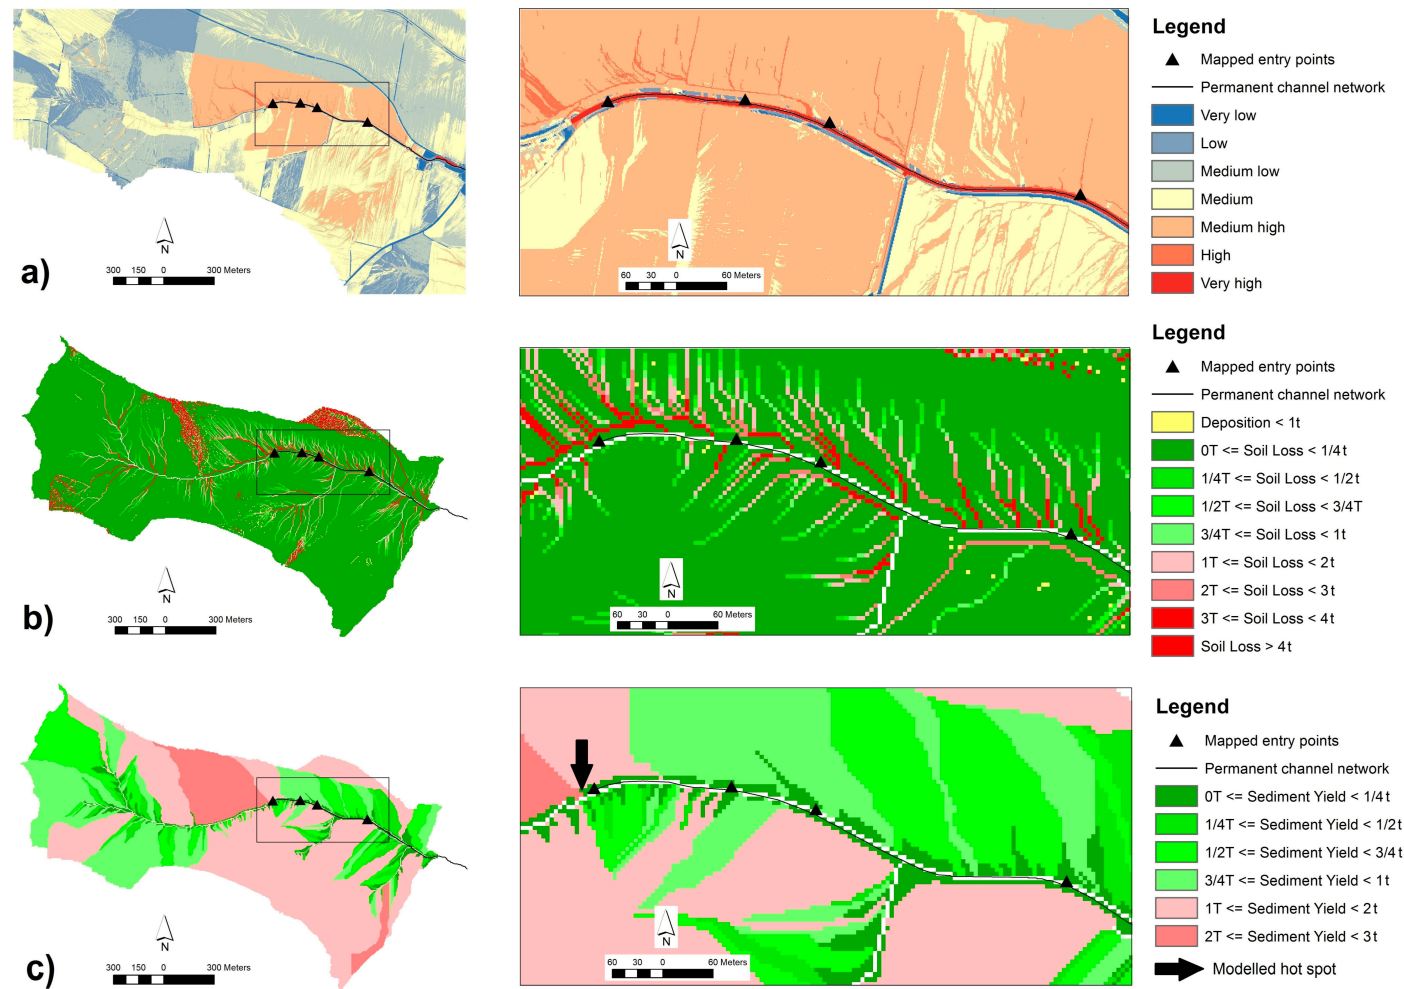 N
300 150 0 300 Meters
a)
N
60 30 0 60 Meters
Legend
Mapped entry points
Permanent channel network
Very low
Low
Medium low
Medium
Medium high
High
Very high
N
300 150 0 300 Meters
b)
N
60 30 0 60 Meters
Legend
Mapped entry points
Permanent channel network
Deposition < 1t
0T <= Soil Loss < 1/4t
1/4T <= Soil Loss < 1/2t
1/2T <= Soil Loss < 3/4T
3/4T <= Soil Loss < 1t
1T <= Soil Loss < 2t
2T <= Soil Loss < 3t
3T <= Soil Loss < 4t
Soil Loss > 4t
N
300 150 0 300 Meters
c)
N
60 30 0 60 Meters
Legend
Mapped entry points
Permanent channel network
0T <= Sediment Yield < 1/4t
1/4T <= Sediment Yield < 1/2t
1/2T <= Sediment Yield < 3/4t
3/4T <= Sediment Yield < 1t
1T <= Sediment Yield < 2t
2T <= Sediment Yield < 3t
Modelled hot spot